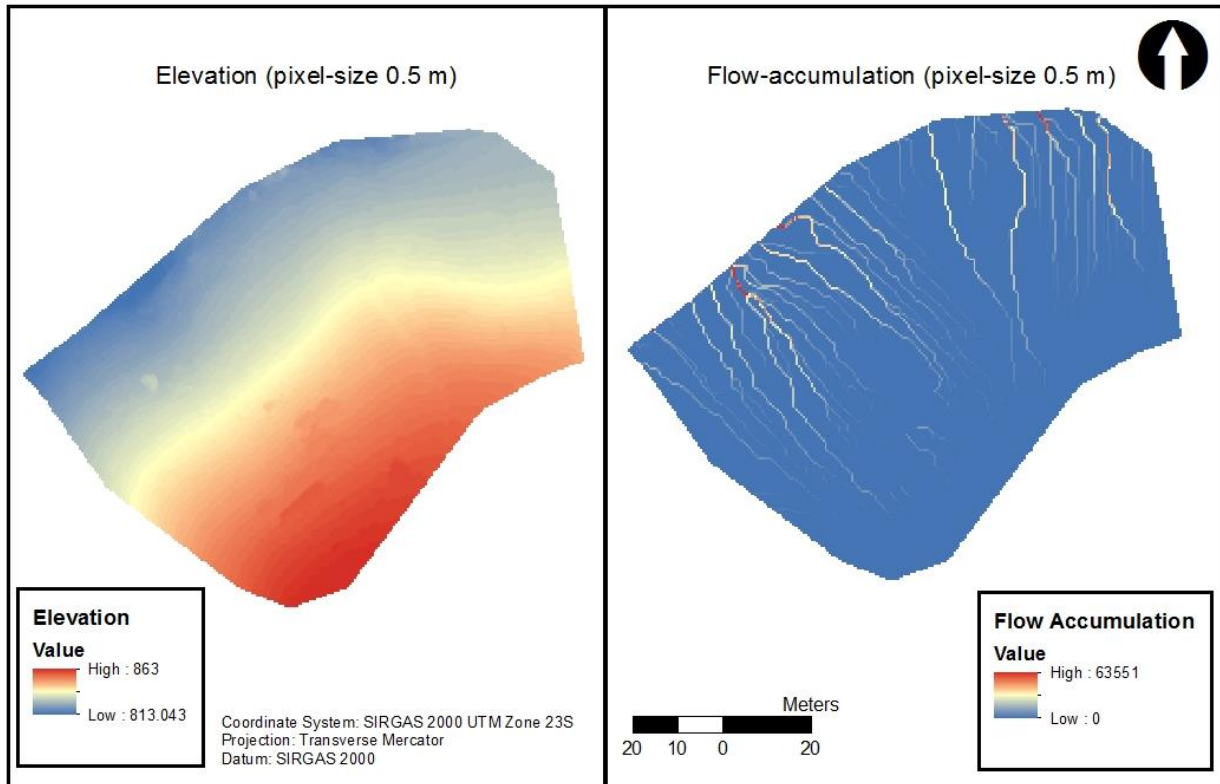 Elevation (pixel-size 0.5 m)
Elevation
Value
High : 863
Low : 813.043
Coordinate System: SIRGAS 2000 UTM Zone 23S
Projection: Transverse Mercator
Datum: SIRGAS 2000
Flow-accumulation (pixel-size 0.5 m)
Meters
20 10 0 20
Flow Accumulation
Value
High : 63551
Low : 0